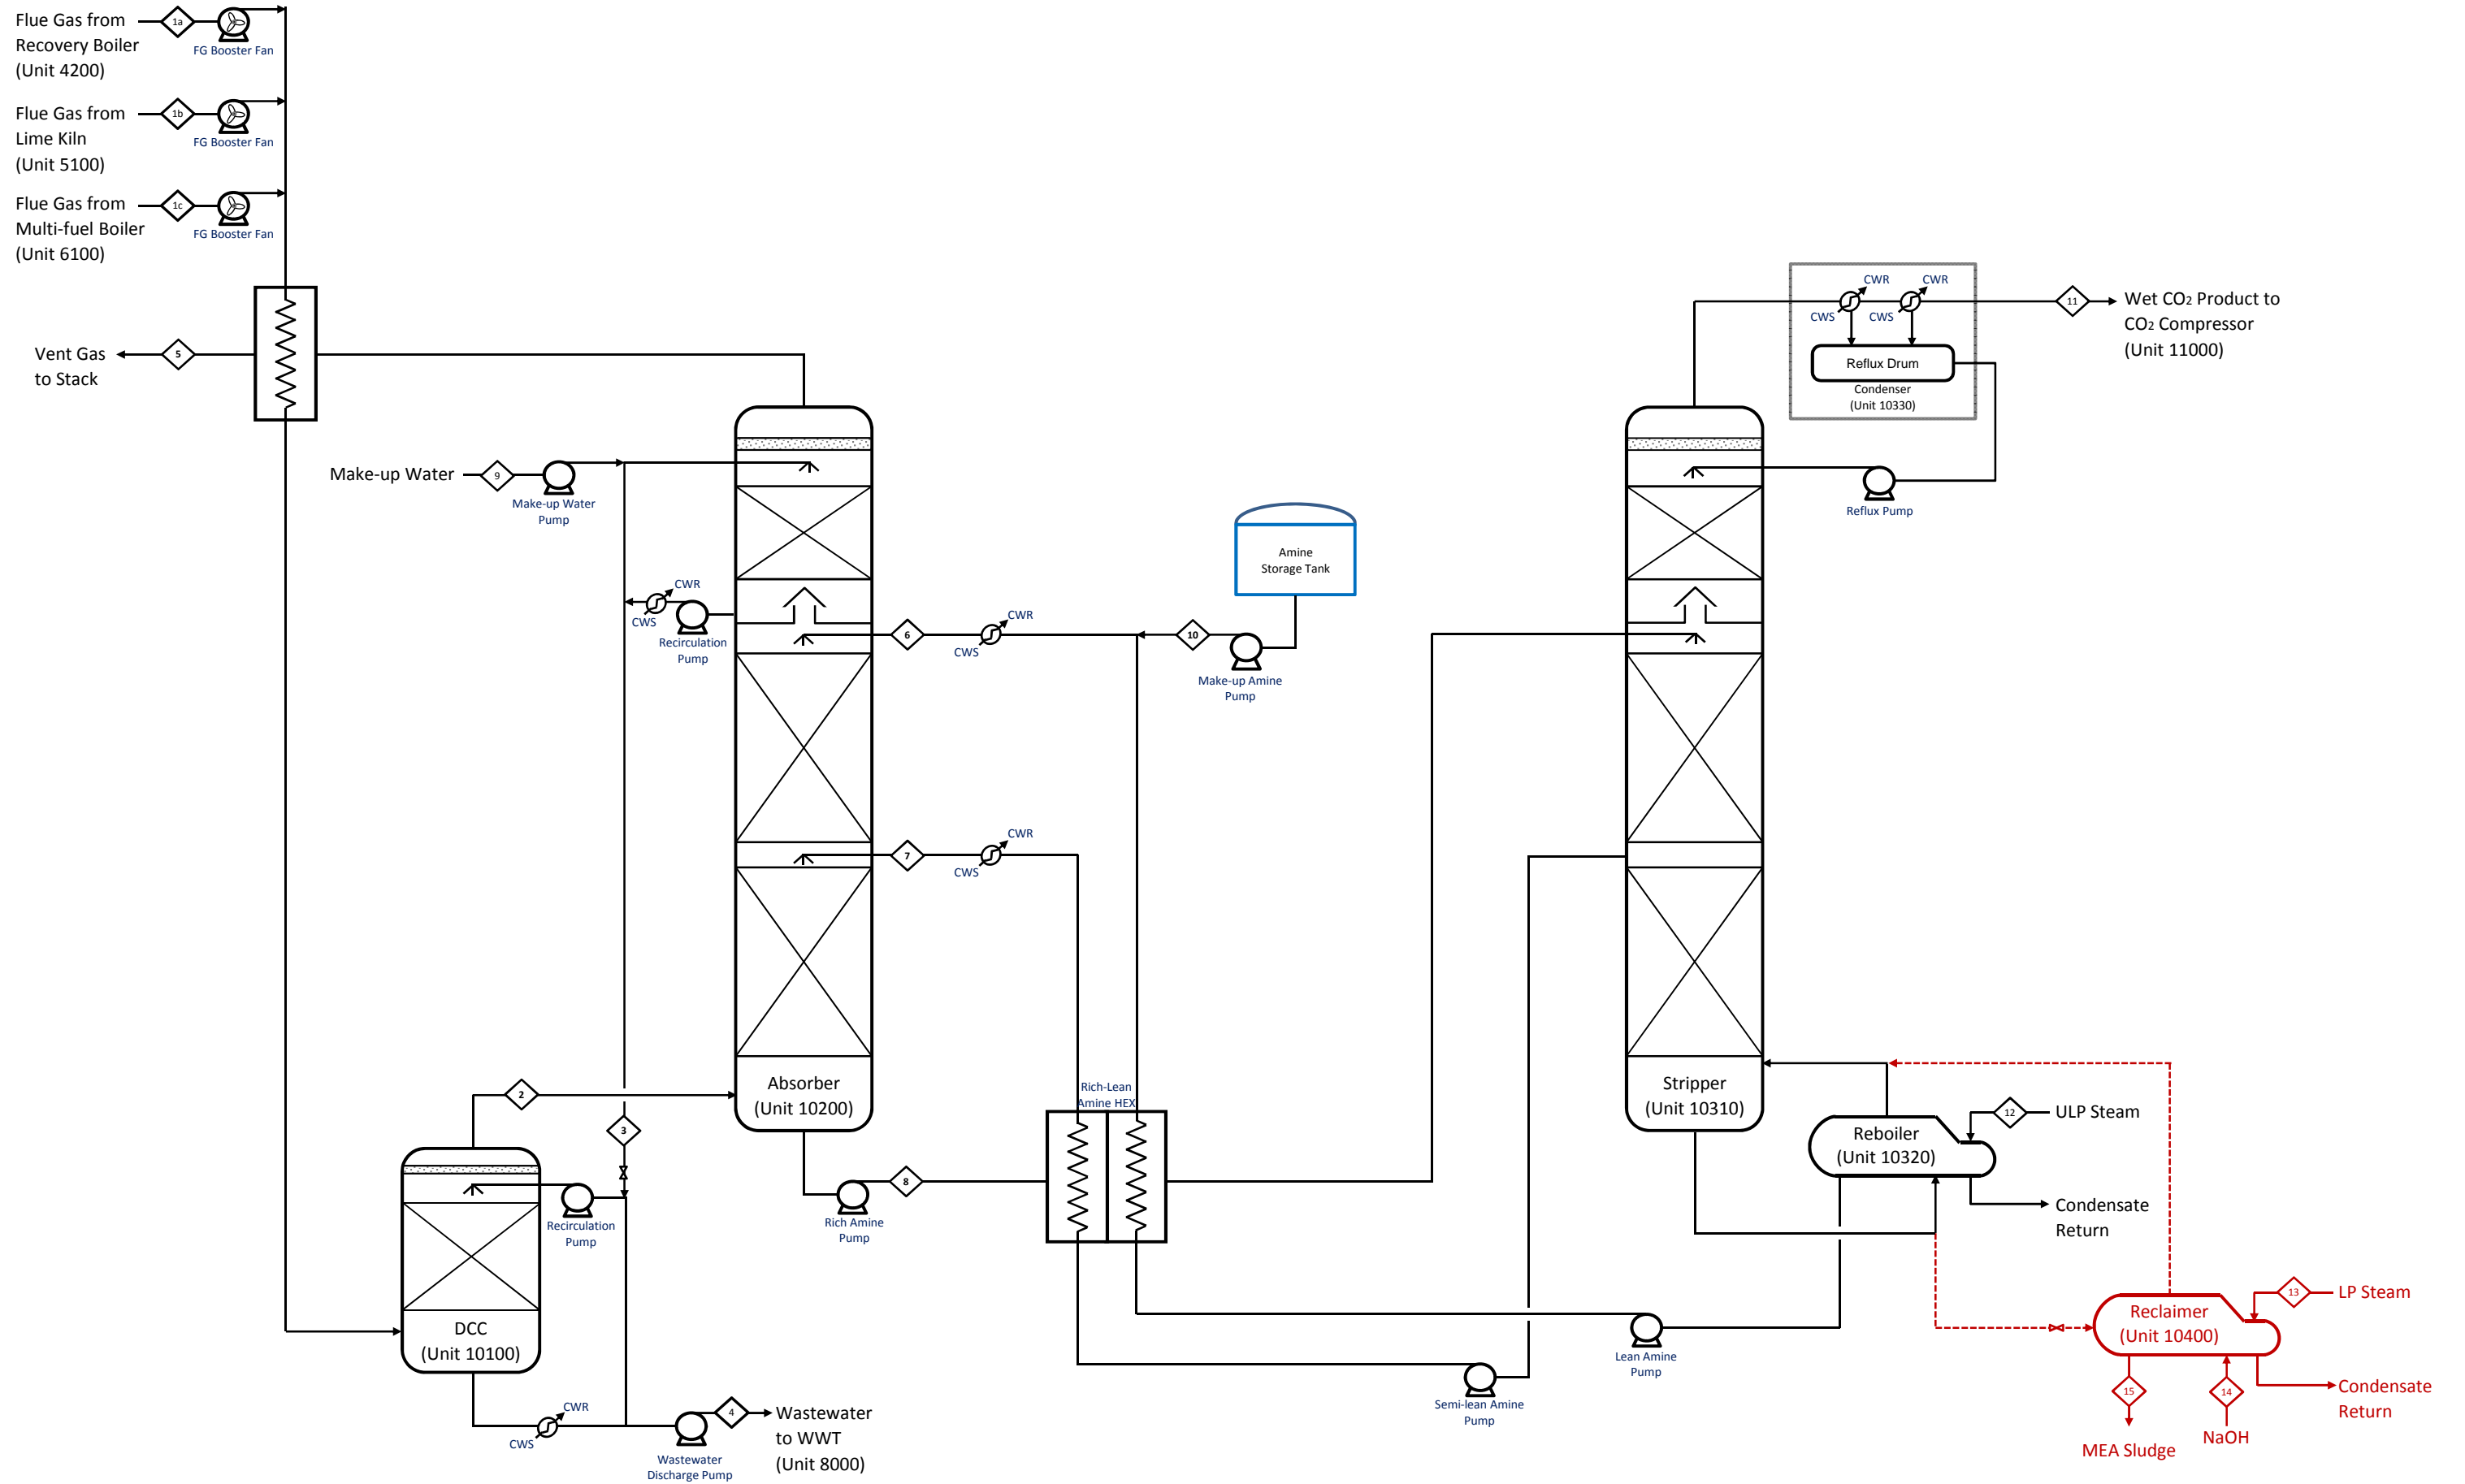 Flue Gas from
Recovery Boiler
(Unit 4200)
1a
FG Booster Fan
Flue Gas from
Lime Kiln
(Unit 5100)
1b
FG Booster Fan
Flue Gas from
Multi-fuel Boiler
(Unit 6100)
1c
FG Booster Fan
Vent Gas
to Stack
5
Make-up Water
9
Make-up Water
Pump
CWR
CWS
Recirculation
Pump
6
CWR
CWS
10
Make-up Amine
Pump
Amine
Storage Tank
7
CWR
CWS
Absorber
(Unit 10200)
2
3
Recirculation
Pump
DCC
(Unit 10100)
CWR
CWS
4
Wastewater
Discharge Pump
Wastewater
to WWT
(Unit 8000)
8
Rich Amine
Pump
Rich-Lean
Amine HEX
CWR
CWR
CWS
CWS
Reflux Drum
Condenser
(Unit 10330)
11
Wet CO2 Product to
CO2 Compressor
(Unit 11000)
Reflux Pump
Stripper
(Unit 10310)
Reboiler
(Unit 10320)
12
ULP Steam
Condensate
Return
Lean Amine
Pump
Semi-lean Amine
Pump
13
LP Steam
Reclaimer
(Unit 10400)
15
14
Condensate
Return
MEA Sludge
NaOH